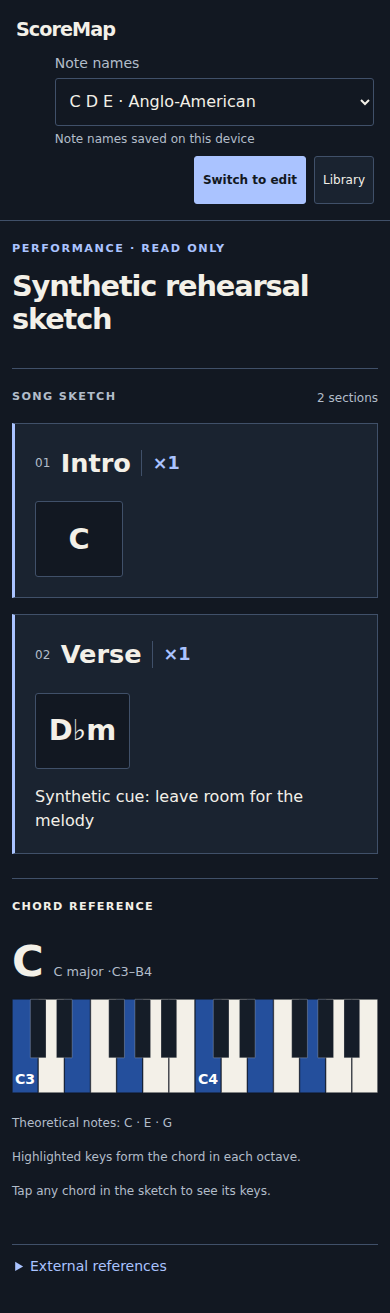 ScoreMap
Note names
C D E · Anglo-American
Note names saved on this device
Switch to edit
Library
PERFORMANCE · READ ONLY
Synthetic rehearsal
sketch
SONG SKETCH
2 sections
01 Intro ×1
C
02 Verse ×1
D♭m
Synthetic cue: leave room for the
melody
CHORD REFERENCE
C C major ·C3–B4
C3 C4
Theoretical notes: C · E · G
Highlighted keys form the chord in each octave.
Tap any chord in the sketch to see its keys.
▶ External references